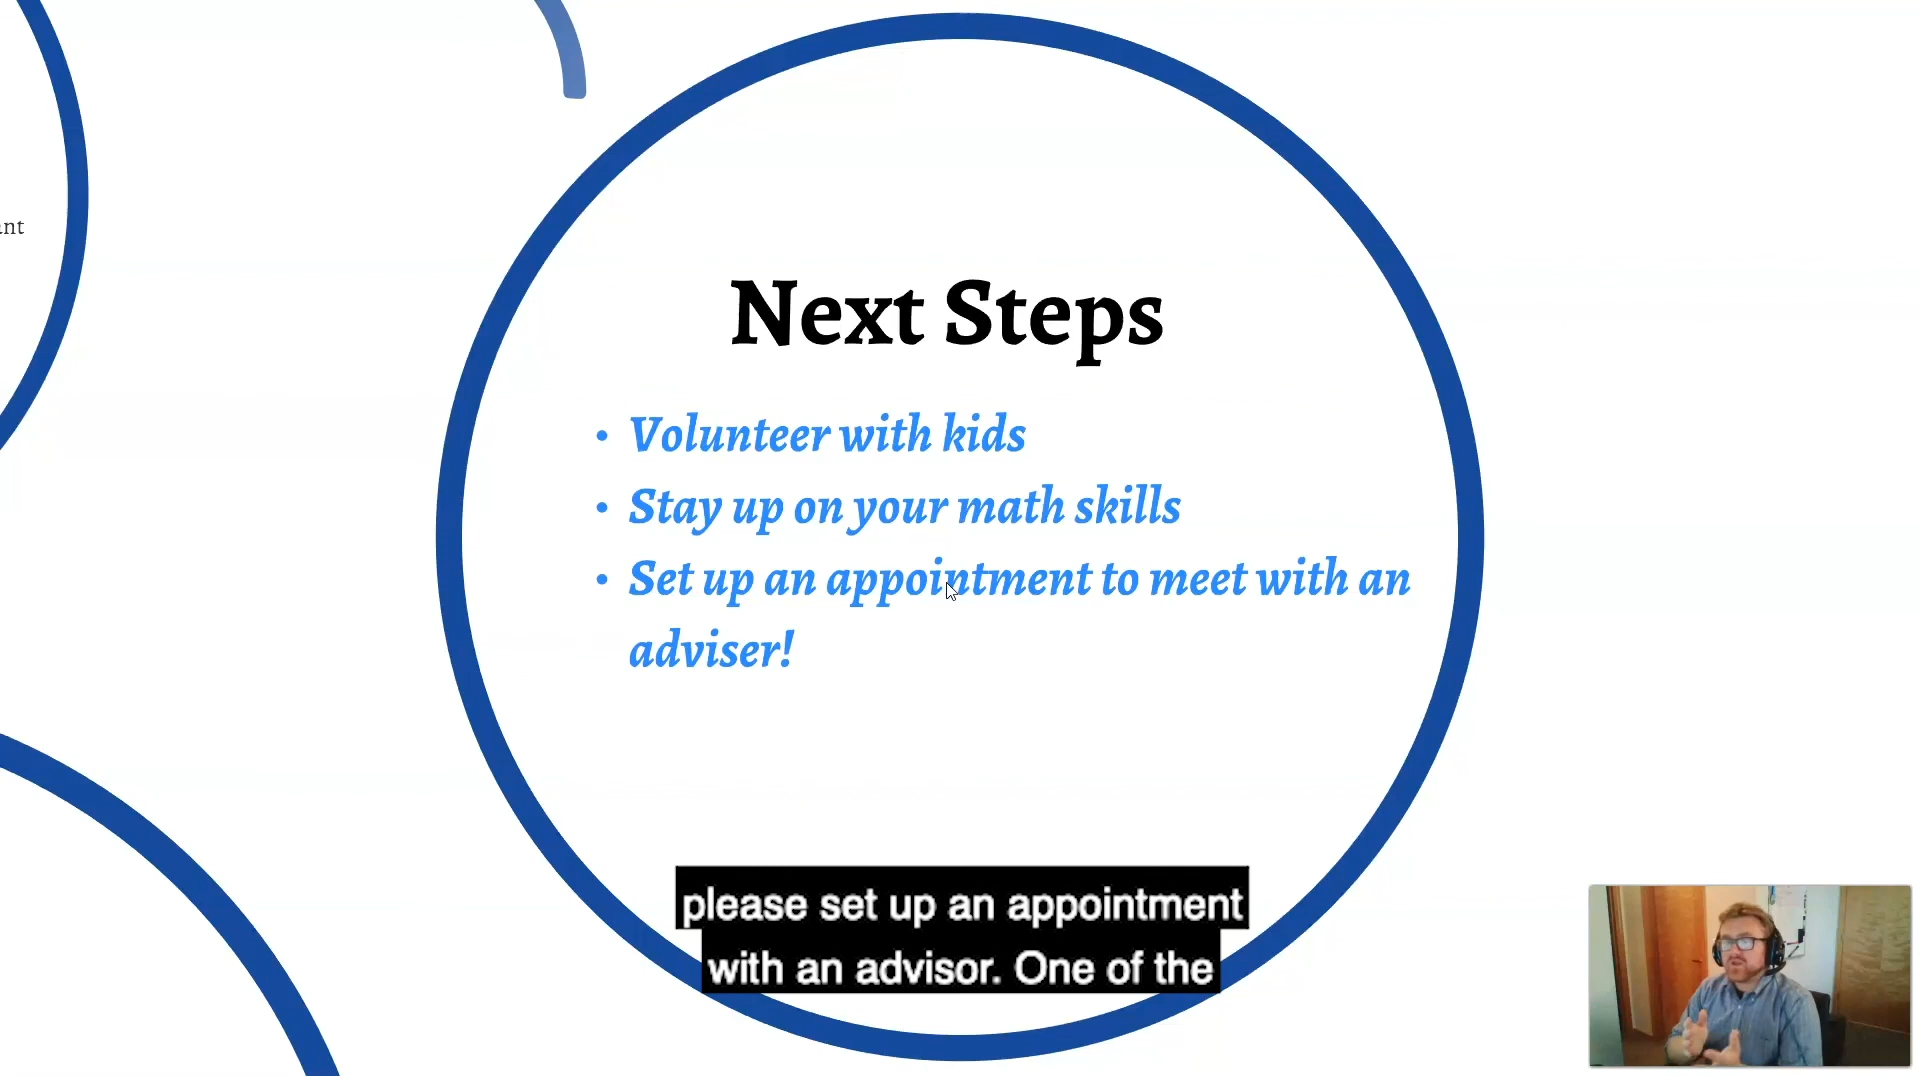 Next Steps
• Volunteer with kids
• Stay up on your math skills
• Set up an appointment to meet with an
adviser!
please set up an appointment
with an advisor. One of the